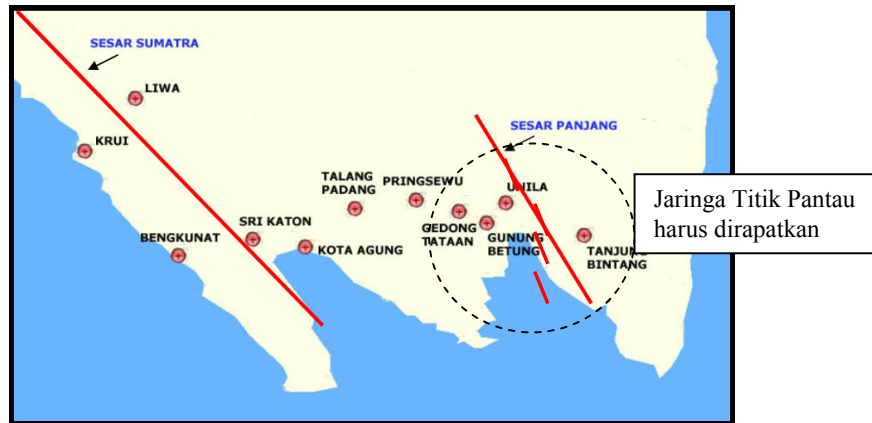 SESAR SUMATRA
LIWA
KRUI
SESAR PANJANG
TALANG
PADANG
PRINGSEWU
UNILA
GEDONG
TATAAN
GUNUNG
BETUNG
SRI KATON
BENGKUNAT
KOTA AGUNG
TANJUNG
BINTANG
Jaringa Titik Pantau
harus dirapatkan